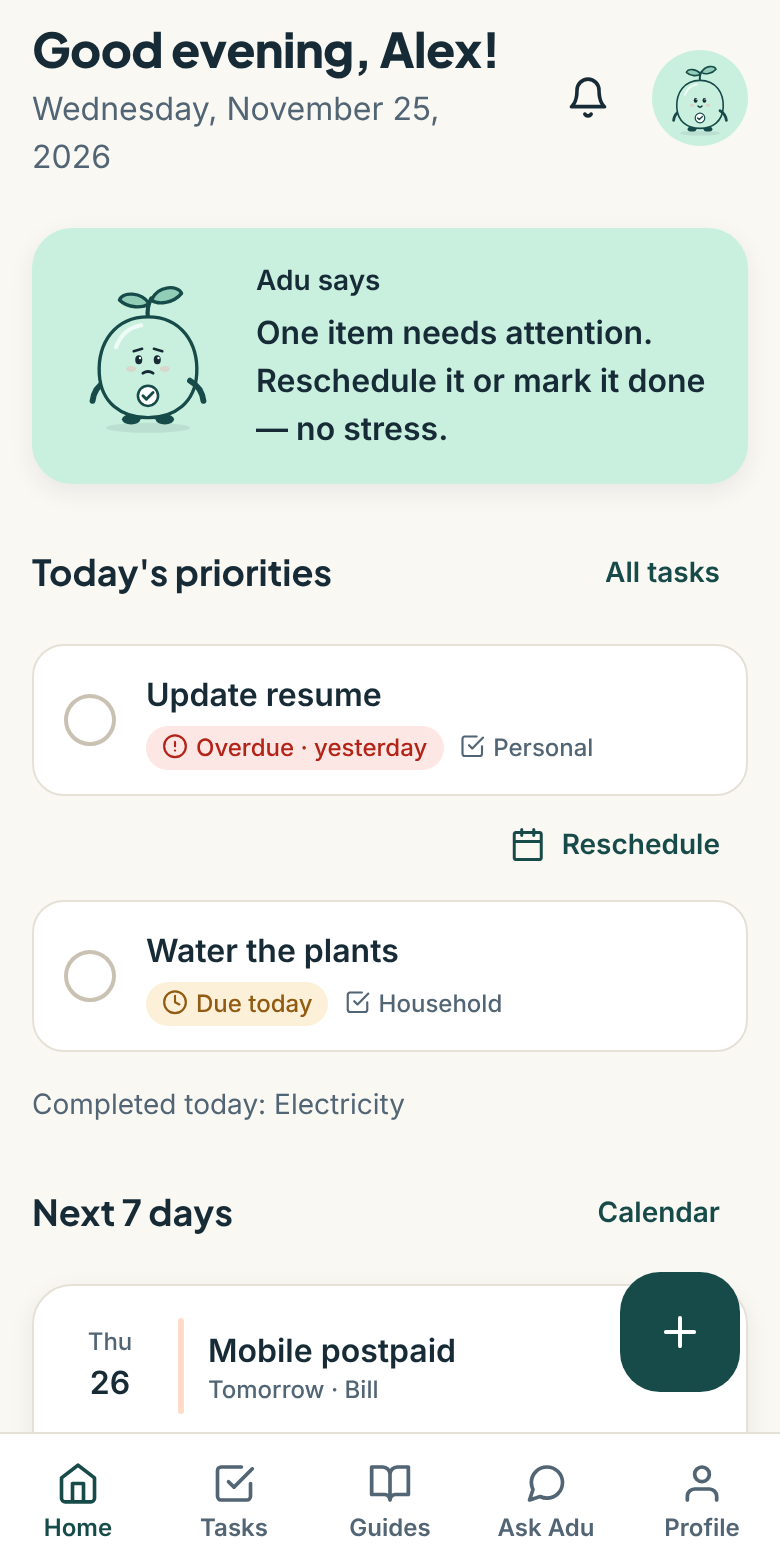 Good evening, Alex!
Wednesday, November 25,
2026
Adu says
One item needs attention.
Reschedule it or mark it done
— no stress.
Today's priorities
All tasks
Update resume
Overdue · yesterday
Personal
Reschedule
Water the plants
Due today
Household
Completed today: Electricity
Next 7 days
Calendar
Thu
26
Mobile postpaid
Tomorrow · Bill
Home
Tasks
Guides
Ask Adu
Profile